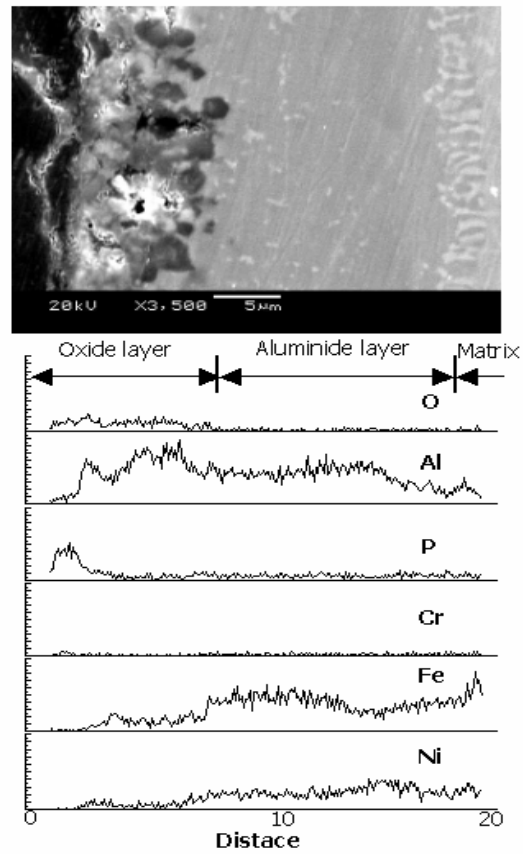 20kV X3,500 5µm
Oxide layer Aluminide layer Matrix
O
Al
P
Cr
Fe
Ni
0 10 20
Distace